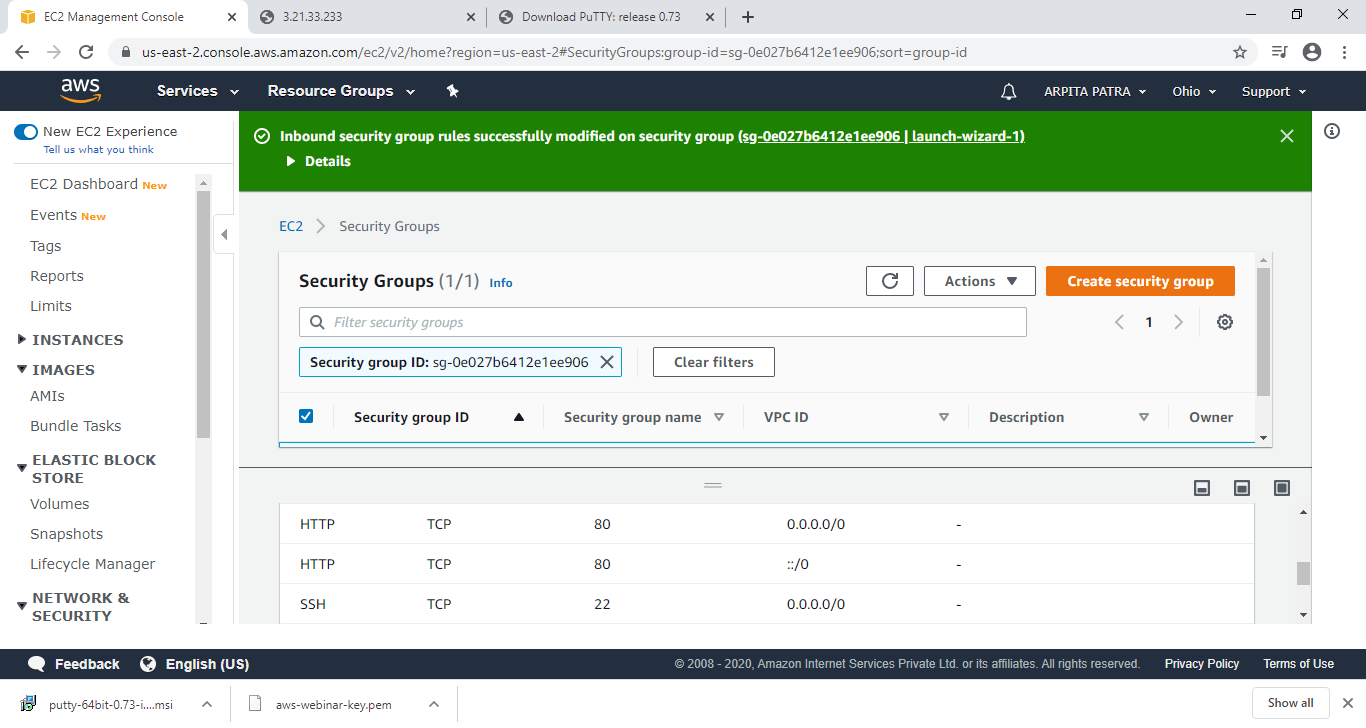 EC2 Management Console
3.21.33.233
Download PuTTY: release 0.73
us-east-2.console.aws.amazon.com/ec2/v2/home?region=us-east-2#SecurityGroups:group-id=sg-0e027b6412e1ee906;sort=group-id
aws
Services
Resource Groups
ARPITA PATRA
Ohio
Support
New EC2 Experience
Tell us what you think
EC2 Dashboard New
Events New
Tags
Reports
Limits
INSTANCES
IMAGES
AMIs
Bundle Tasks
ELASTIC BLOCK
STORE
Volumes
Snapshots
Lifecycle Manager
NETWORK &
SECURITY
Inbound security group rules successfully modified on security group (sg-0e027b6412e1ee906 | launch-wizard-1)
Details
EC2 Security Groups
Security Groups (1/1) Info
Actions
Create security group
Filter security groups
1
Security group ID: sg-0e027b6412e1ee906
Clear filters
Security group ID Security group name VPC ID Description Owner
HTTP TCP 80 0.0.0.0/0 -
HTTP TCP 80 ::/0 -
SSH TCP 22 0.0.0.0/0 -
Feedback English (US)
© 2008 - 2020, Amazon Internet Services Private Ltd. or its affiliates. All rights reserved. Privacy Policy Terms of Use
putty-64bit-0.73-i....msi
aws-webinar-key.pem
Show all